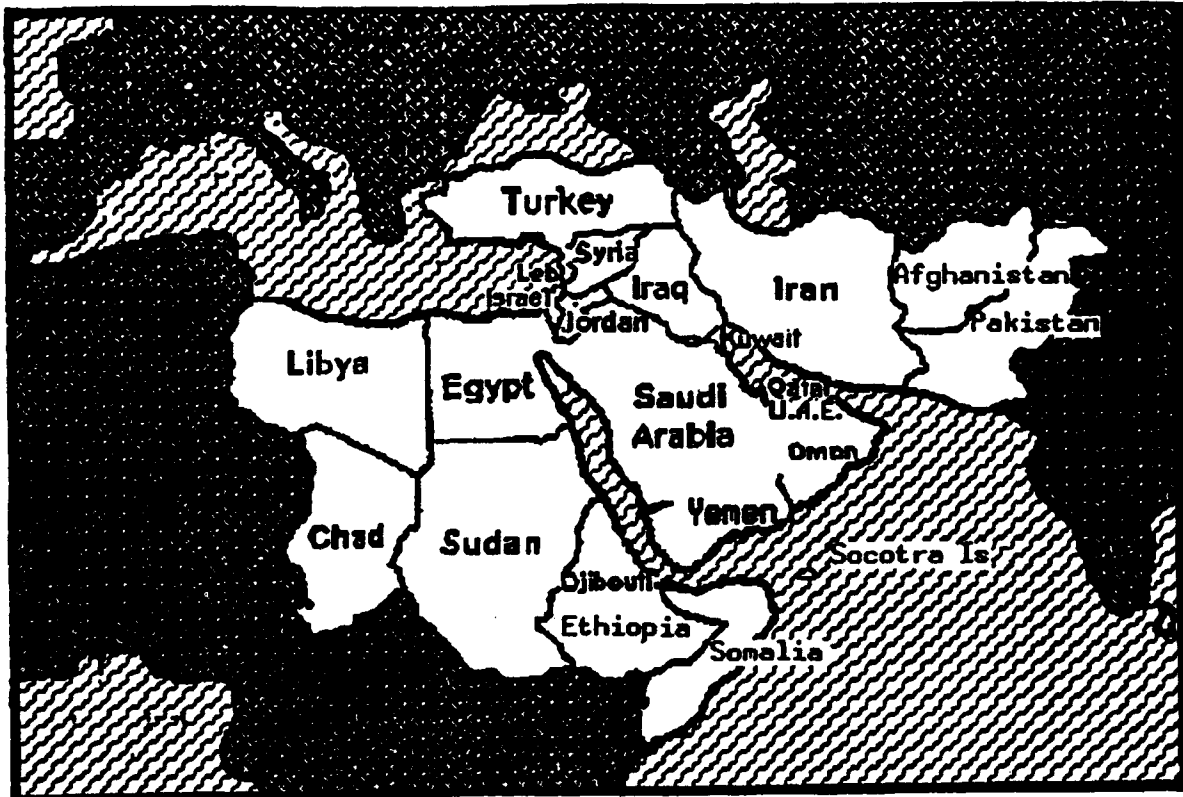 Turkey
Syria
Leb
Israel
Iraq
Iran
Afghanistan
Jordan
Kuwait
Pakistan
Libya
Egypt
Saudi
Arabia
U.A.E.
Oman
Chad
Sudan
Yemen
Socotra Is
Djibouti
Ethiopia
Somalia